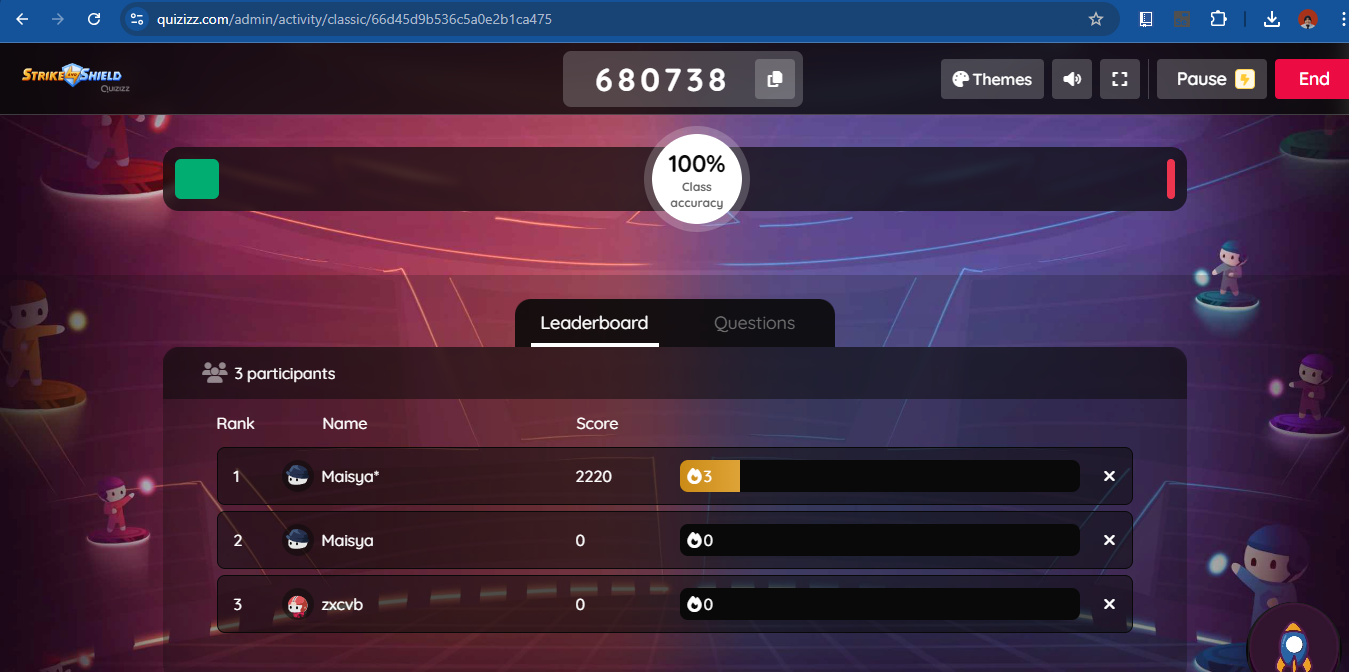 quizizz.com/admin/activity/classic/66d45d9b536c5a0e2b1ca475
STRIKE AND SHIELD
Quizizz
680738
Themes
Pause
End
100%
Class
accuracy
Leaderboard Questions
3 participants
Rank Name Score
1 Maisya* 2220 3
2 Maisya 0 0
3 zxcvb 0 0